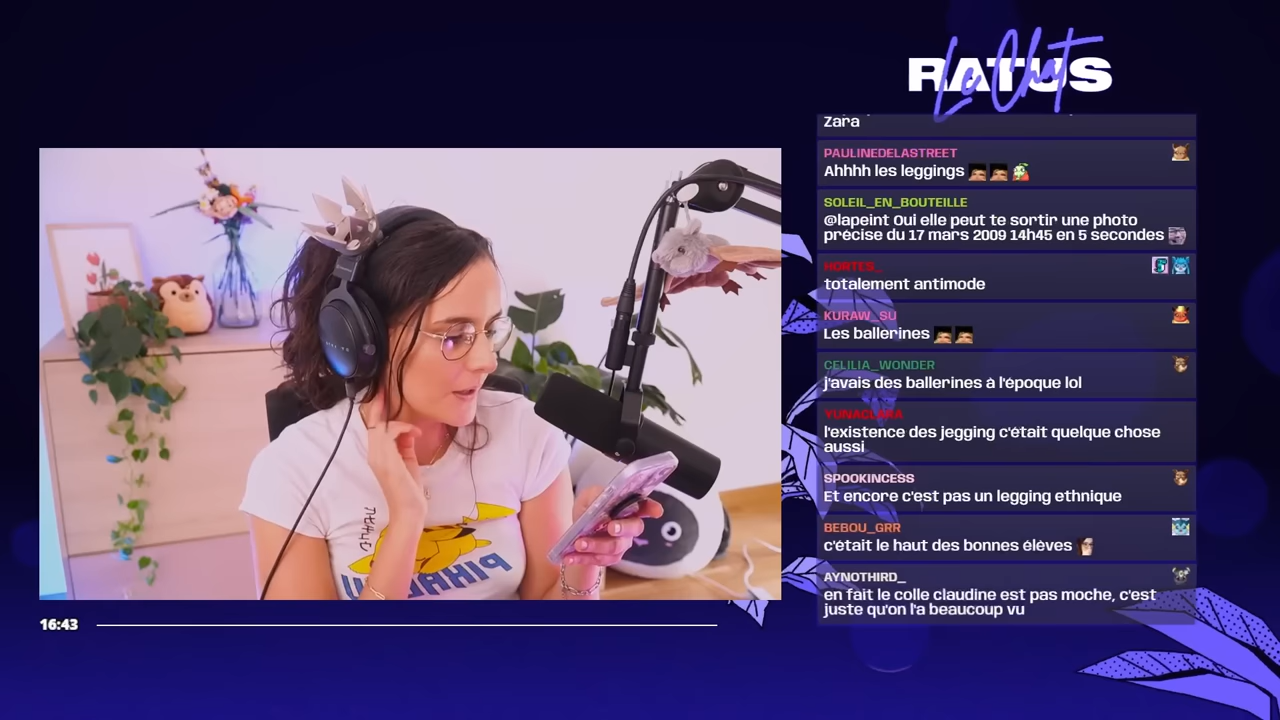 RATUS
Le Chat
Zara
PAULINEDELASTREET
Ahhhh les leggings
SOLEIL_EN_BOUTEILLE
@lapeint Oui elle peut te sortir une photo
précise du 17 mars 2009 14h45 en 5 secondes
HORTES_
totalement antimode
KURAW_SU
Les ballerines
CELILIA_WONDER
j'avais des ballerines à l'époque lol
YUNACLARA
l'existence des jegging c'était quelque chose
aussi
SPOOKINCESS
Et encore c'est pas un legging ethnique
BEBOU_GRR
c'était le haut des bonnes élèves
AYNOTHIRD_
en fait le colle claudine est pas moche, c'est
juste qu'on l'a beaucoup vu
16:43